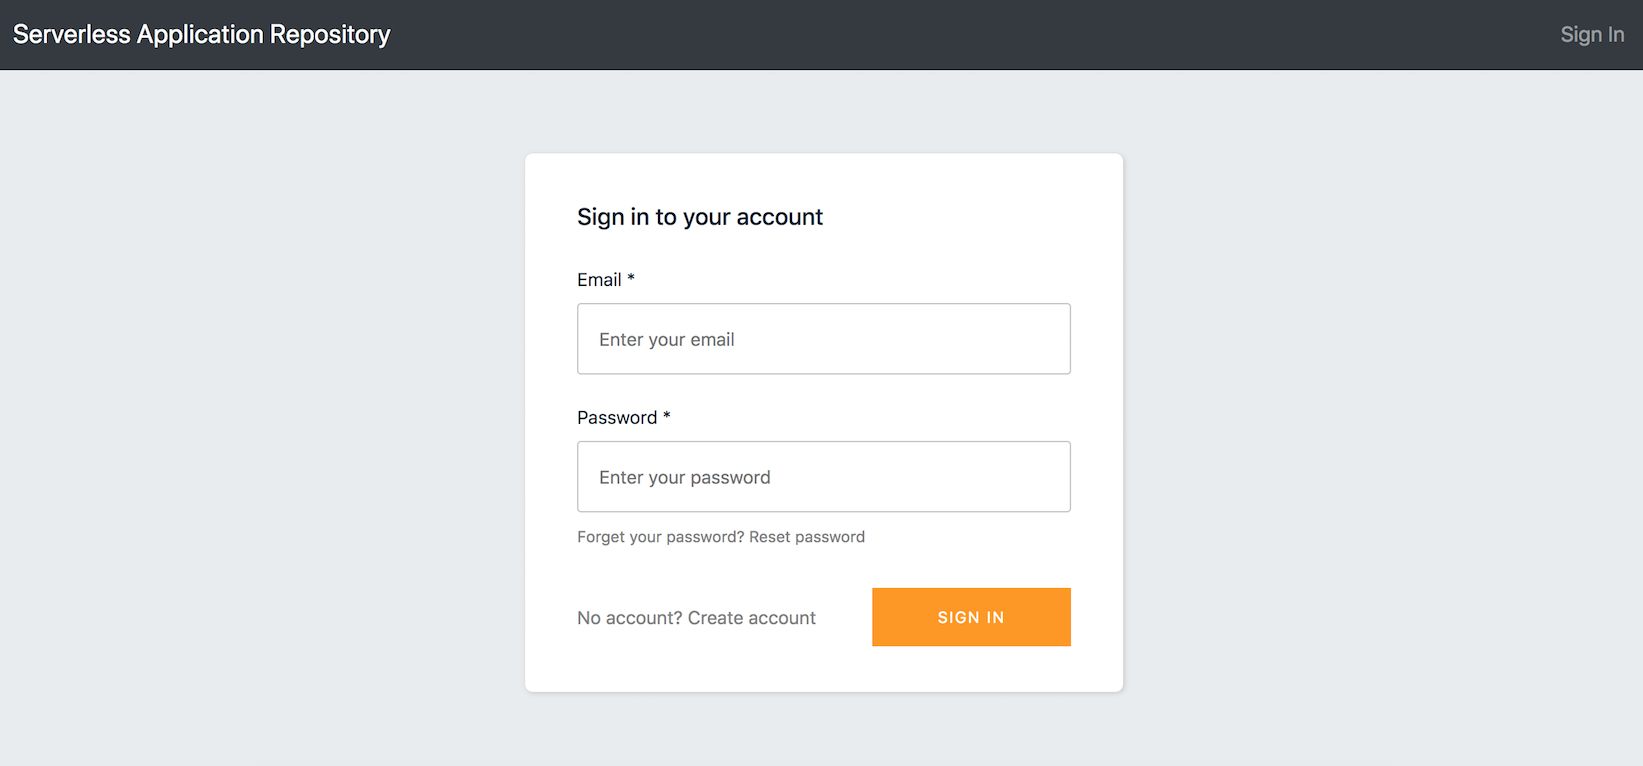 Serverless Application Repository
Sign In
Sign in to your account
Email *
Enter your email
Password *
Enter your password
Forget your password? Reset password
No account? Create account
SIGN IN